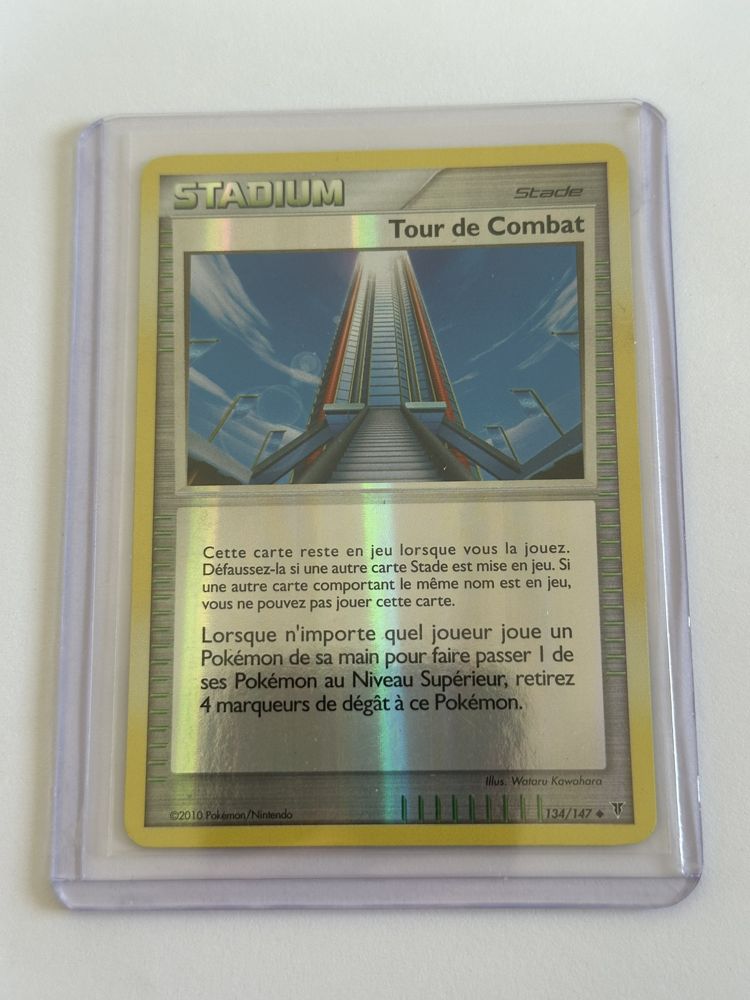 STADIUM
Stade
Tour de Combat
Cette carte reste en jeu lorsque vous la jouez.
Défaussez-la si une autre carte Stade est mise en jeu. Si
une autre carte comportant le même nom est en jeu,
vous ne pouvez pas jouer cette carte.
Lorsque n'importe quel joueur joue un
Pokémon de sa main pour faire passer 1 de
ses Pokémon au Niveau Supérieur, retirez
4 marqueurs de dégât à ce Pokémon.
Illus. Wataru Kawahara
©2010 Pokémon/Nintendo
134/147